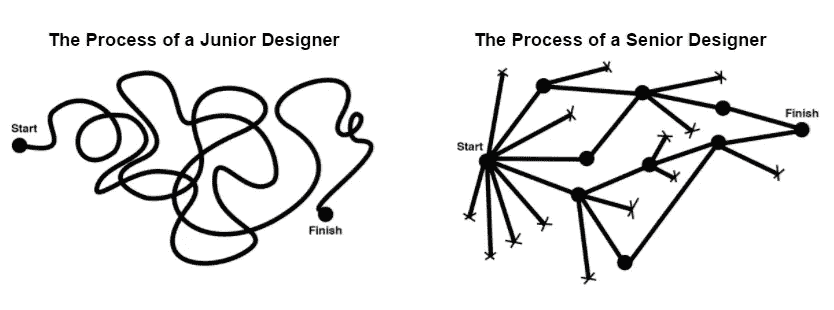 The Process of a Junior Designer
Start
Finish
The Process of a Senior Designer
Finish
Start